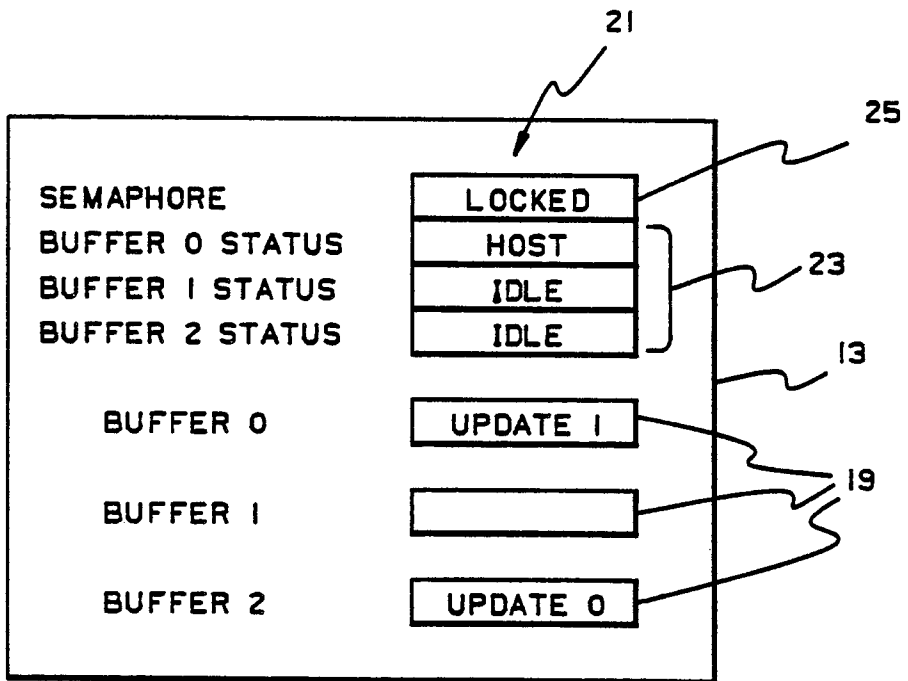 21
25
SEMAPHORE LOCKED
BUFFER 0 STATUS HOST
BUFFER 1 STATUS IDLE
23
BUFFER 2 STATUS IDLE
13
BUFFER 0 UPDATE 1
19
BUFFER 1
BUFFER 2 UPDATE 0